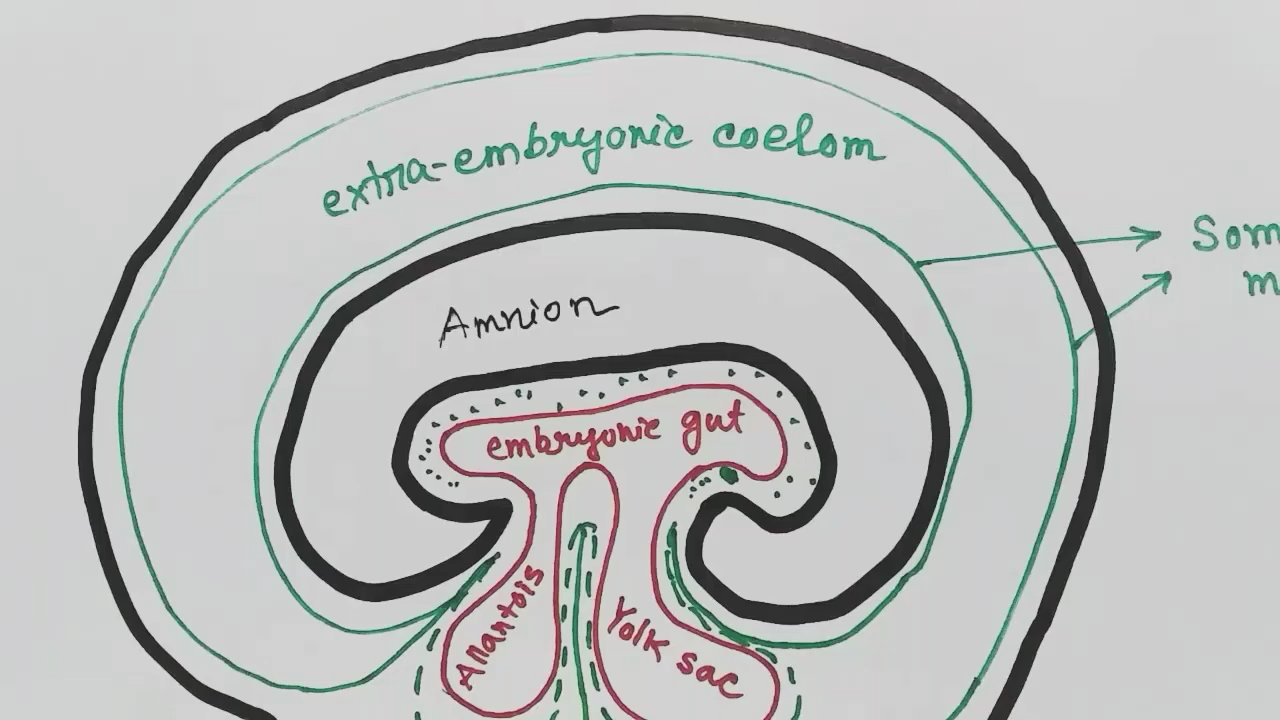 extra-embryonic coelom
Som
m
Amnion
embryonic gut
Allantois
Yolk sac